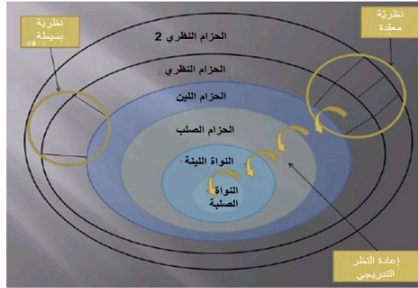 نظرية
معقدة
نظرية
بسيطة
الحزام النظري 2
الحزام النظري
الحزام اللين
الحزام الصلب
النواة اللينة
النواة
الصلبة
إعادة النظر
التدريجي